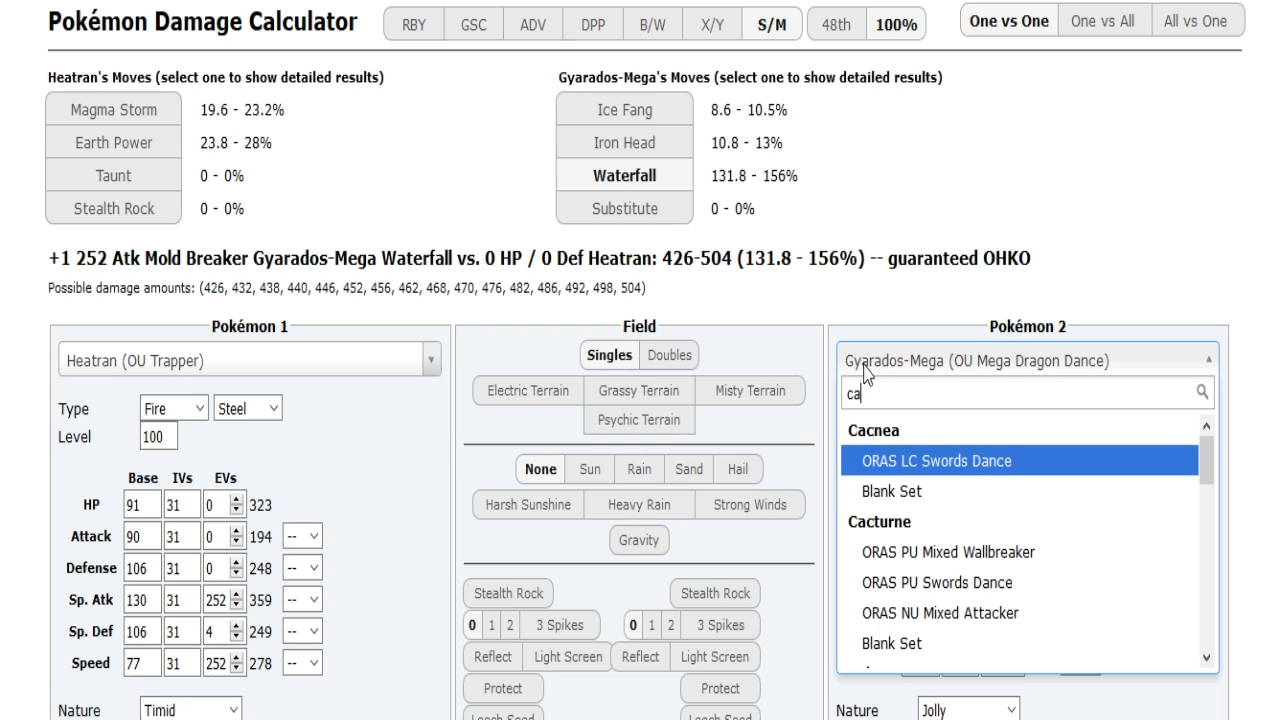 Pokémon Damage Calculator
RBY GSC ADV DPP B/W X/Y S/M 48th 100% One vs One One vs All All vs One
Heatran's Moves (select one to show detailed results)
Magma Storm 19.6 - 23.2%
Earth Power 23.8 - 28%
Taunt 0 - 0%
Stealth Rock 0 - 0%
Gyarados-Mega's Moves (select one to show detailed results)
Ice Fang 8.6 - 10.5%
Iron Head 10.8 - 13%
Waterfall 131.8 - 156%
Substitute 0 - 0%
+1 252 Atk Mold Breaker Gyarados-Mega Waterfall vs. 0 HP / 0 Def Heatran: 426-504 (131.8 - 156%) -- guaranteed OHKO
Possible damage amounts: (426, 432, 438, 440, 446, 452, 456, 462, 468, 470, 476, 482, 486, 492, 498, 504)
Pokémon 1
Heatran (OU Trapper)
Type Fire Steel
Level 100
Base IVs EVs
HP 91 31 0 323
Attack 90 31 0 194 --
Defense 106 31 0 248 --
Sp. Atk 130 31 252 359 --
Sp. Def 106 31 4 249 --
Speed 77 31 252 278 --
Nature Timid
Field
Singles Doubles
Electric Terrain Grassy Terrain Misty Terrain
Psychic Terrain
None Sun Rain Sand Hail
Harsh Sunshine Heavy Rain Strong Winds
Gravity
Stealth Rock Stealth Rock
0 1 2 3 Spikes 0 1 2 3 Spikes
Reflect Light Screen Reflect Light Screen
Protect Protect
Leech Seed Leech Seed
Pokémon 2
Gyarados-Mega (OU Mega Dragon Dance)
ca
Cacnea
ORAS LC Swords Dance
Blank Set
Cacturne
ORAS PU Mixed Wallbreaker
ORAS PU Swords Dance
ORAS NU Mixed Attacker
Blank Set
Nature Jolly